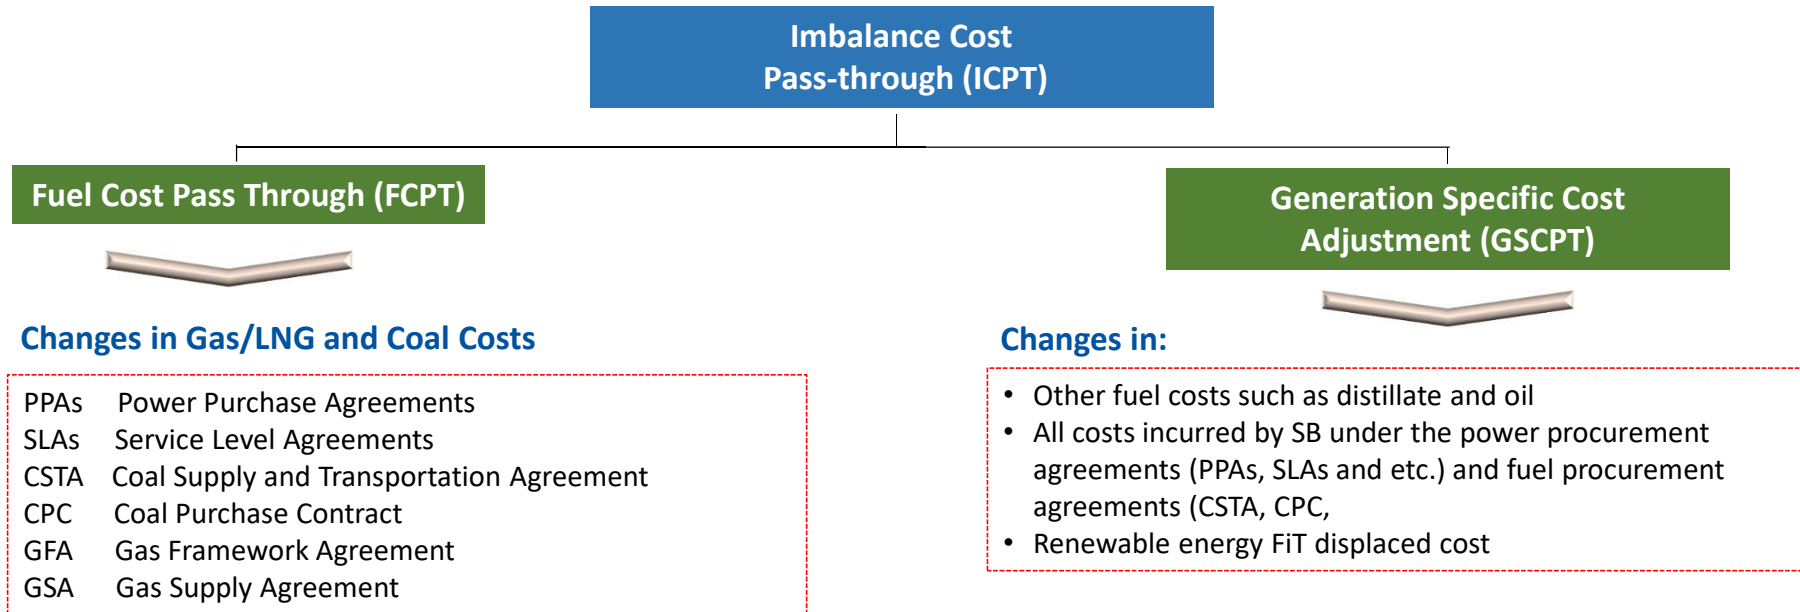 Imbalance Cost
Pass-through (ICPT)
Fuel Cost Pass Through (FCPT)
Generation Specific Cost
Adjustment (GSCPT)
Changes in Gas/LNG and Coal Costs
PPAs Power Purchase Agreements
SLAs Service Level Agreements
CSTA Coal Supply and Transportation Agreement
CPC Coal Purchase Contract
GFA Gas Framework Agreement
GSA Gas Supply Agreement
Changes in:
• Other fuel costs such as distillate and oil
• All costs incurred by SB under the power procurement
agreements (PPAs, SLAs and etc.) and fuel procurement
agreements (CSTA, CPC,
• Renewable energy FiT displaced cost